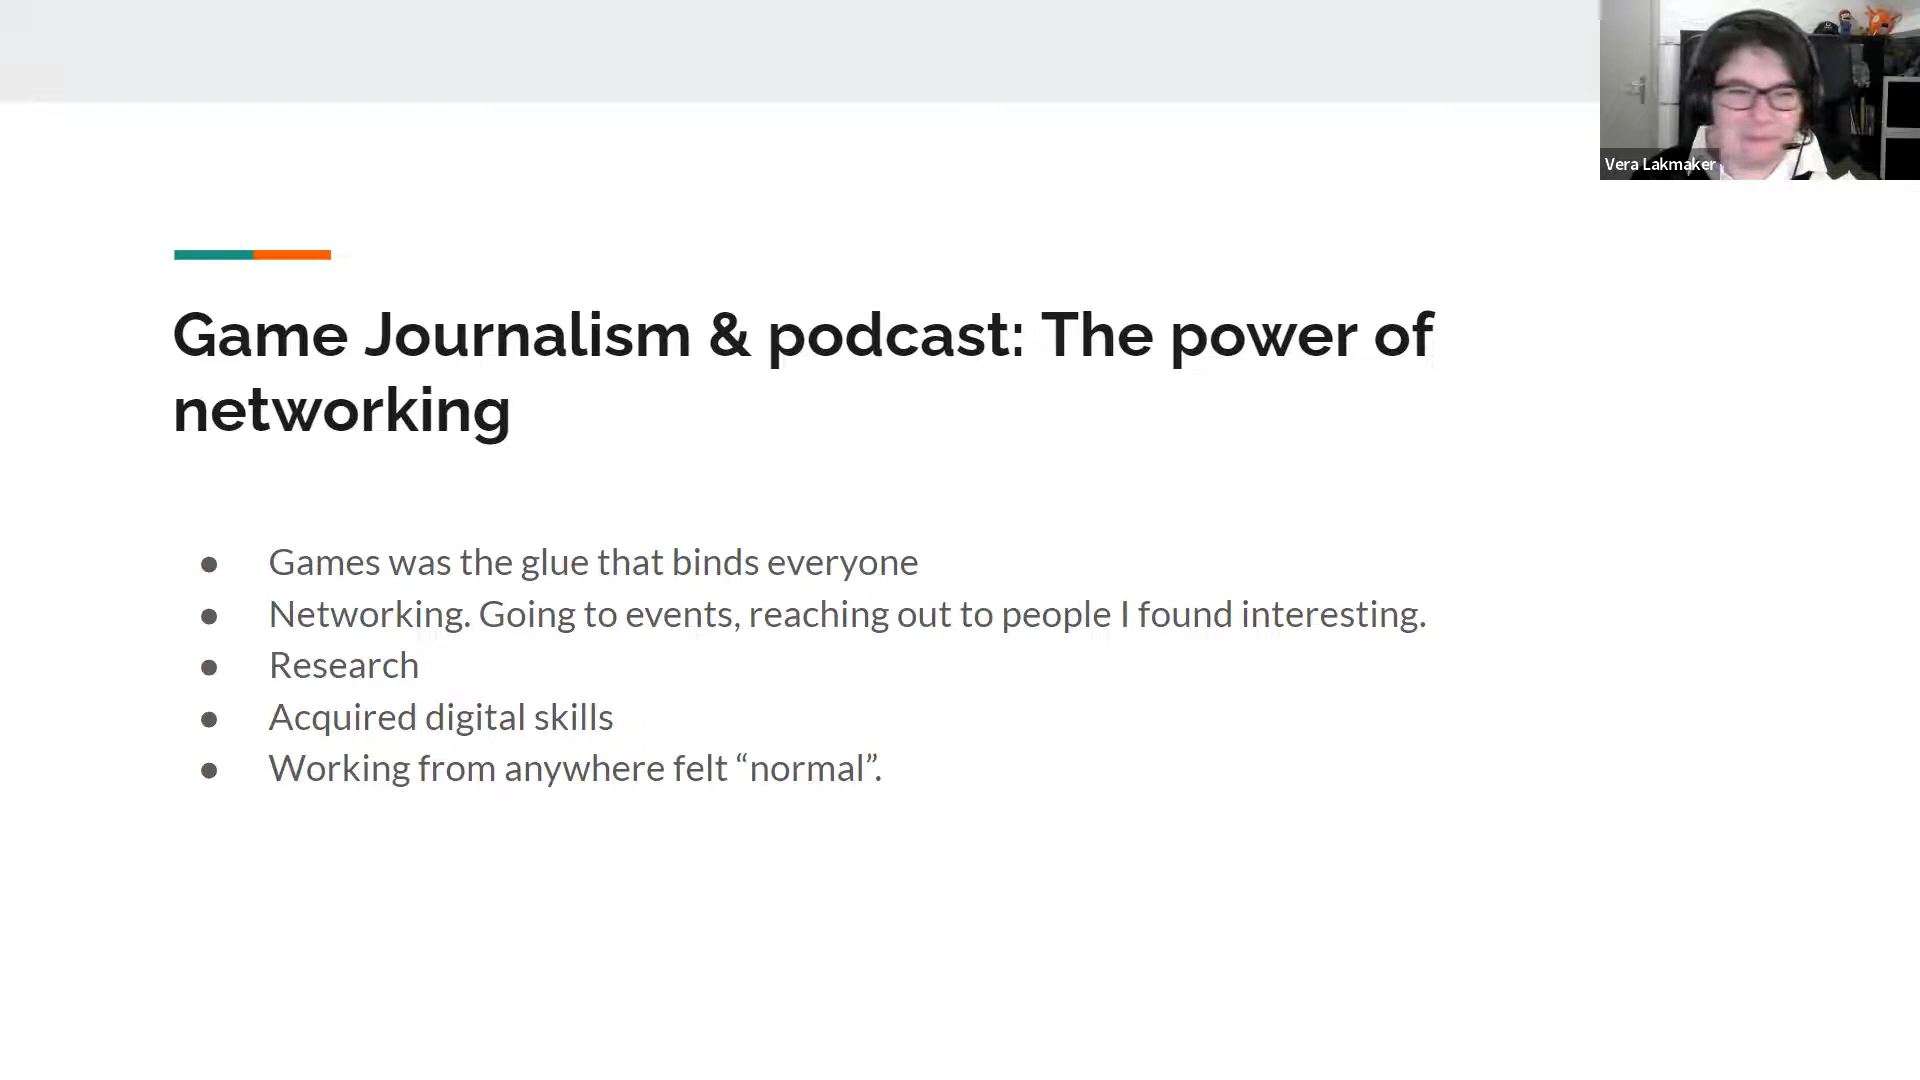 Vera Lakmaker
Game Journalism & podcast: The power of
networking
● Games was the glue that binds everyone
● Networking. Going to events, reaching out to people I found interesting.
● Research
● Acquired digital skills
● Working from anywhere felt “normal”.